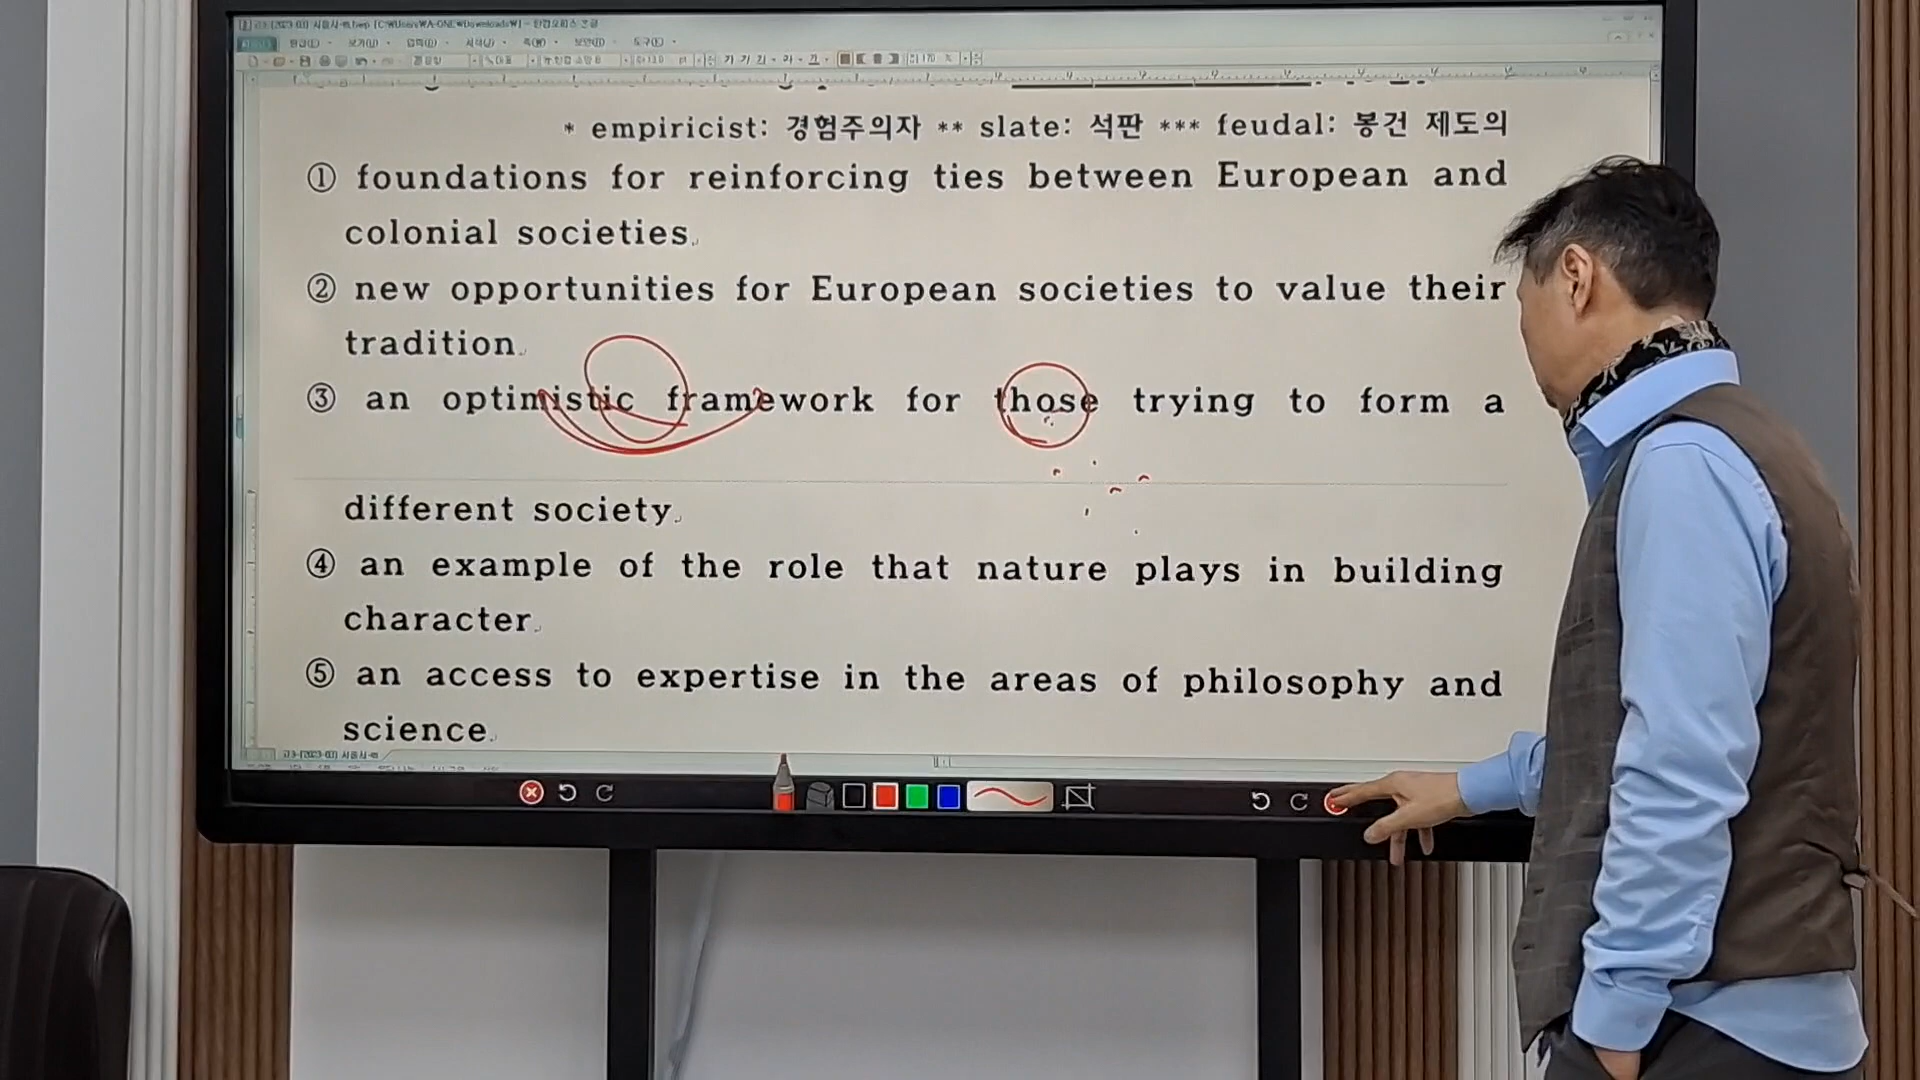 * empiricist: 경험주의자 ** slate: 석판 *** feudal: 봉건 제도의
① foundations for reinforcing ties between European and
colonial societies.
② new opportunities for European societies to value their
tradition.
③ an optimistic framework for those trying to form a
different society.
④ an example of the role that nature plays in building
character.
⑤ an access to expertise in the areas of philosophy and
science.